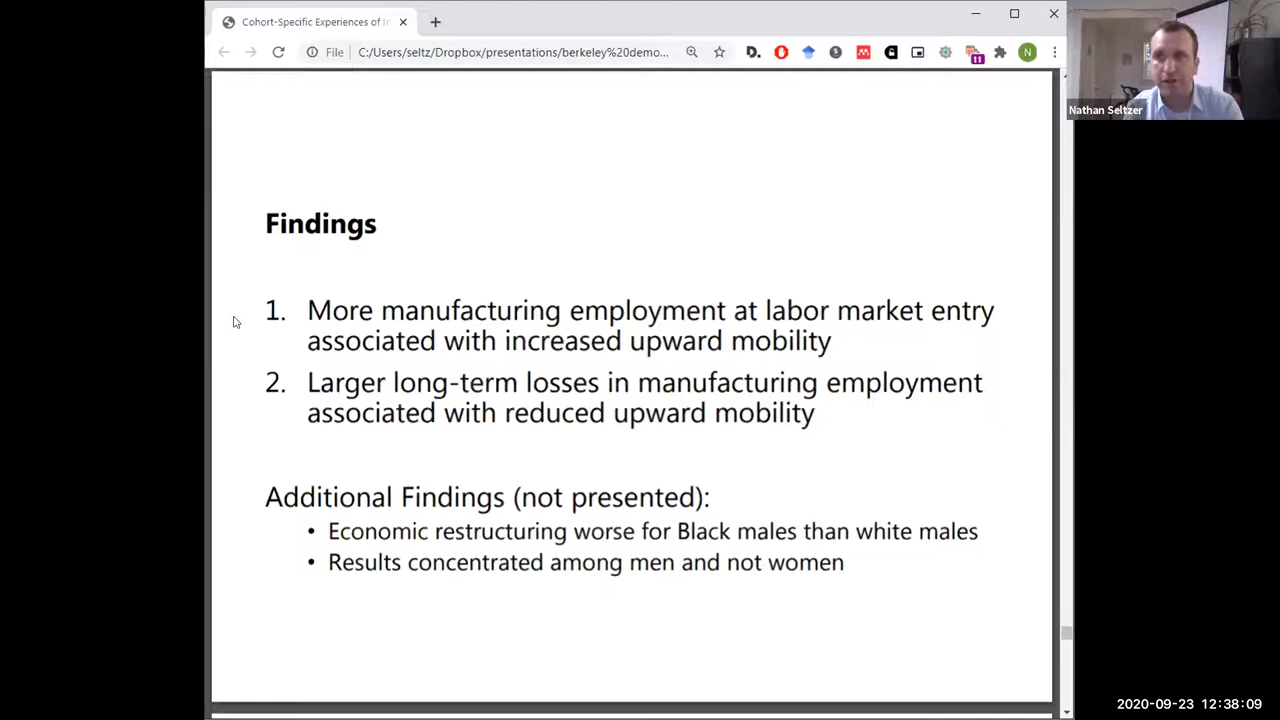 Cohort-Specific Experiences of In
File
C:/Users/seltz/Dropbox/presentations/berkeley%20demo...
D.
11
N
Nathan Seltzer
Findings
1. More manufacturing employment at labor market entry
associated with increased upward mobility
2. Larger long-term losses in manufacturing employment
associated with reduced upward mobility
Additional Findings (not presented):
• Economic restructuring worse for Black males than white males
• Results concentrated among men and not women
2020-09-23 12:38:09